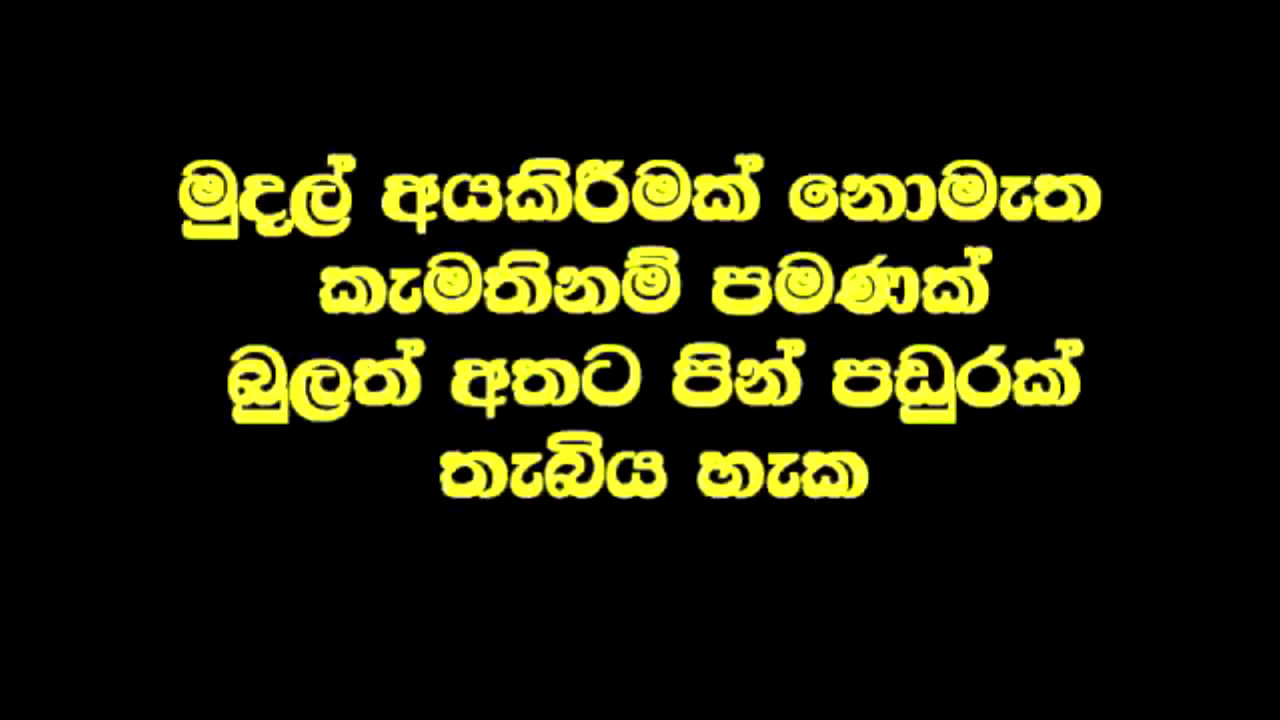 මුදල් අයකිරීමක් නොමැත
කැමතිනම් පමණක්
බුලත් අතට පින් පඩුරක්
තැබිය හැක